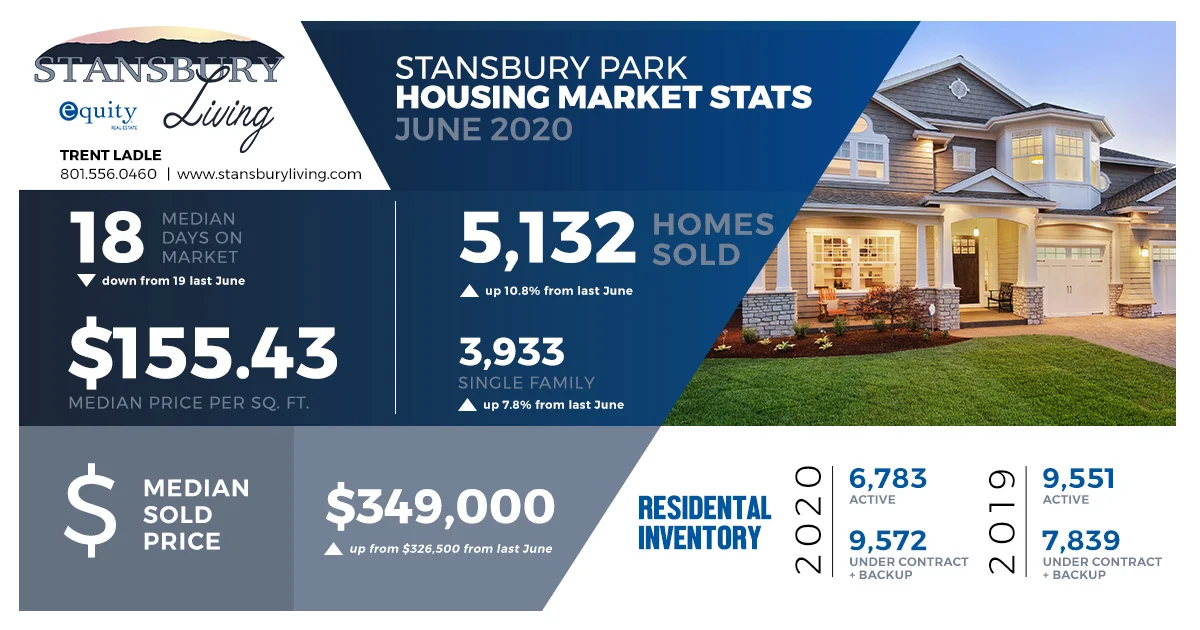 STANSBURY
Living
equity
REAL ESTATE
TRENT LADLE
801.556.0460 | www.stansburyliving.com
STANSBURY PARK
HOUSING MARKET STATS
JUNE 2020
18
MEDIAN
DAYS ON
MARKET
down from 19 last June
$155.43
MEDIAN PRICE PER SQ. FT.
5,132
HOMES
SOLD
up 10.8% from last June
3,933
SINGLE FAMILY
up 7.8% from last June
$
MEDIAN
SOLD
PRICE
$349,000
up from $326,500 from last June
RESIDENTAL
INVENTORY
2020
6,783
ACTIVE
9,572
UNDER CONTRACT
+ BACKUP
2019
9,551
ACTIVE
7,839
UNDER CONTRACT
+ BACKUP